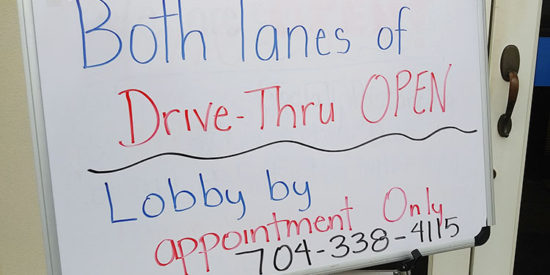 Both lanes of
Drive-Thru OPEN
Lobby by
appointment Only
704-338-4115